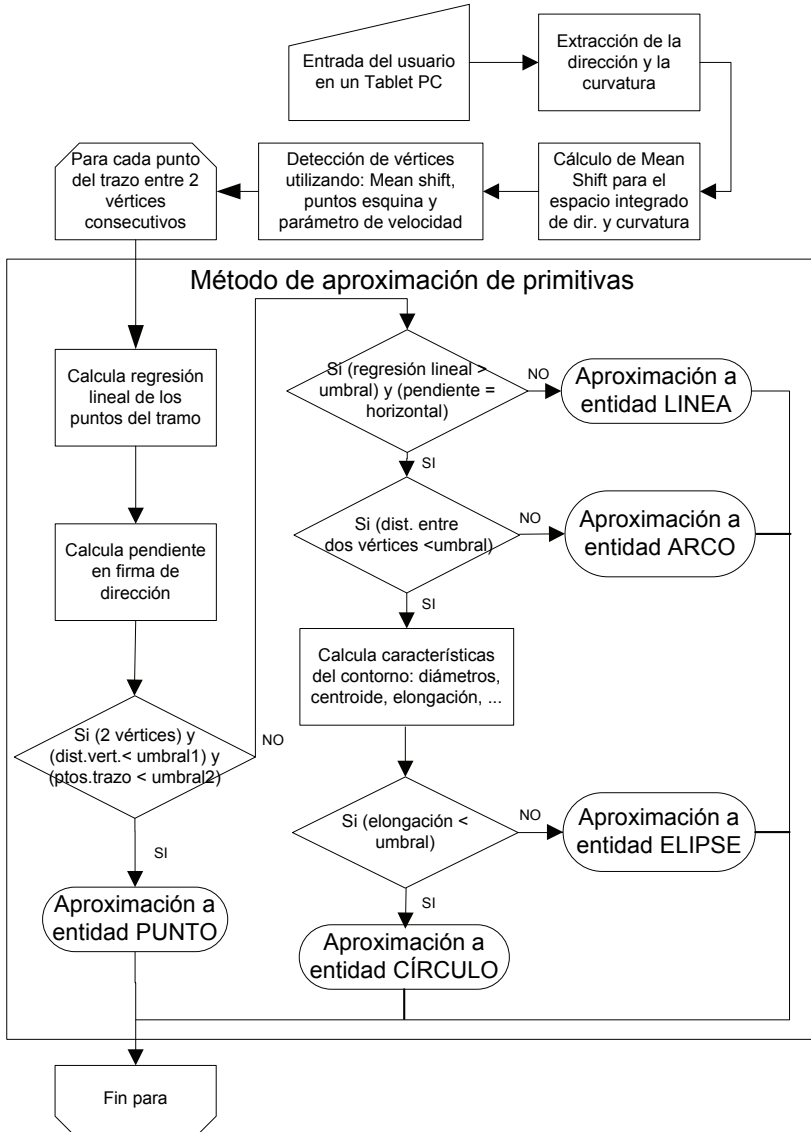 Entrada del usuario
en un Tablet PC
Extracción de la
dirección y la
curvatura
Cálculo de Mean
Shift para el
espacio integrado
de dir. y curvatura
Detección de vértices
utilizando: Mean shift,
puntos esquina y
parámetro de velocidad
Para cada punto
del trazo entre 2
vértices
consecutivos
Método de aproximación de primitivas
Calcula regresión
lineal de los
puntos del tramo
Calcula pendiente
en firma de
dirección
Si (2 vértices) y
(dist.vert.< umbral1) y
(ptos.trazo < umbral2)
NO
SI
Aproximación a
entidad PUNTO
Si (regresión lineal >
umbral) y (pendiente =
horizontal)
NO
Aproximación a
entidad LINEA
SI
Si (dist. entre
dos vértices <umbral)
NO
Aproximación a
entidad ARCO
SI
Calcula características
del contorno: diámetros,
centroide, elongación, ...
Si (elongación <
umbral)
NO
Aproximación a
entidad ELIPSE
SI
Aproximación a
entidad CÍRCULO
Fin para